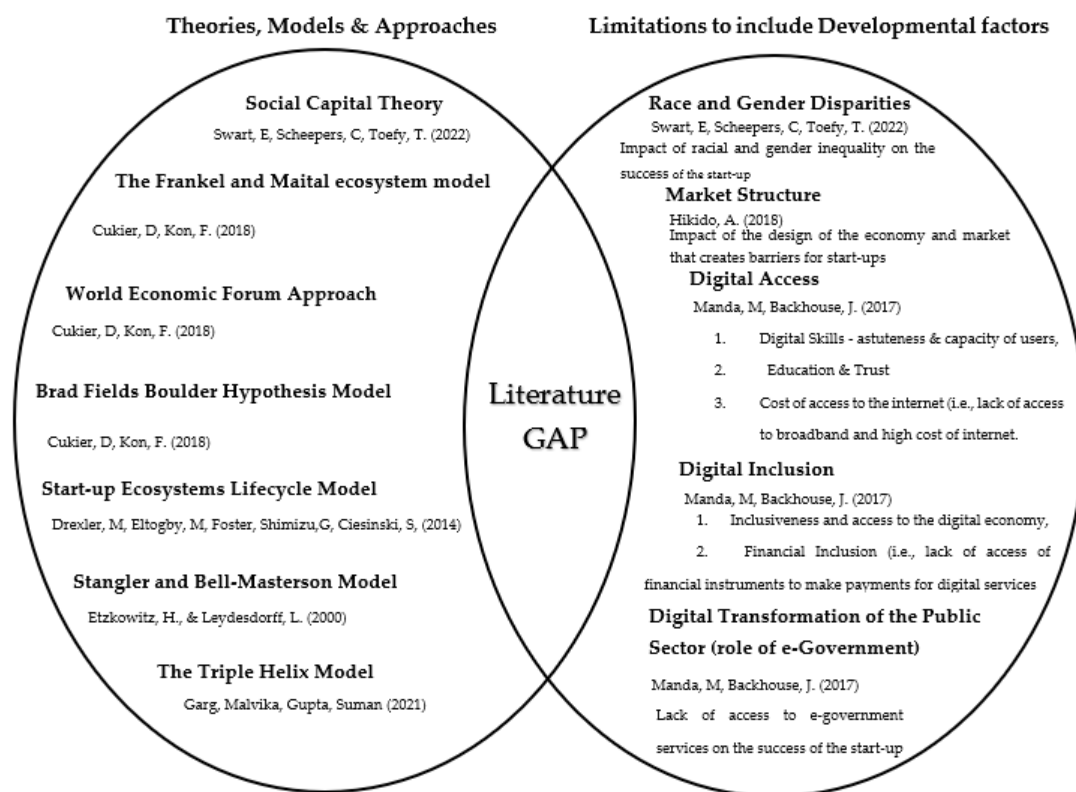 Theories, Models & Approaches
Social Capital Theory
Swart, E, Scheepers, C, Toefy, T. (2022)
The Frankel and Maital ecosystem model
Cukier, D, Kon, F. (2018)
World Economic Forum Approach
Cukier, D, Kon, F. (2018)
Brad Fields Boulder Hypothesis Model
Cukier, D, Kon, F. (2018)
Start-up Ecosystems Lifecycle Model
Drexler, M, Eltogby, M, Foster, Shimizu,G, Ciesinski, S, (2014)
Stangler and Bell-Masterson Model
Etzkowitz, H., & Leydesdorff, L. (2000)
The Triple Helix Model
Garg, Malvika, Gupta, Suman (2021)
Literature
GAP
Limitations to include Developmental factors
Race and Gender Disparities
Swart, E, Scheepers, C, Toefy, T. (2022)
Impact of racial and gender inequality on the
success of the start-up
Market Structure
Hikido, A. (2018)
Impact of the design of the economy and market
that creates barriers for start-ups
Digital Access
Manda, M, Backhouse, J. (2017)
1. Digital Skills - astuteness & capacity of users,
2. Education & Trust
3. Cost of access to the internet (i.e., lack of access
to broadband and high cost of internet.
Digital Inclusion
Manda, M, Backhouse, J. (2017)
1. Inclusiveness and access to the digital economy,
2. Financial Inclusion (i.e., lack of access of
financial instruments to make payments for digital services
Digital Transformation of the Public
Sector (role of e-Government)
Manda, M, Backhouse, J. (2017)
Lack of access to e-government
services on the success of the start-up